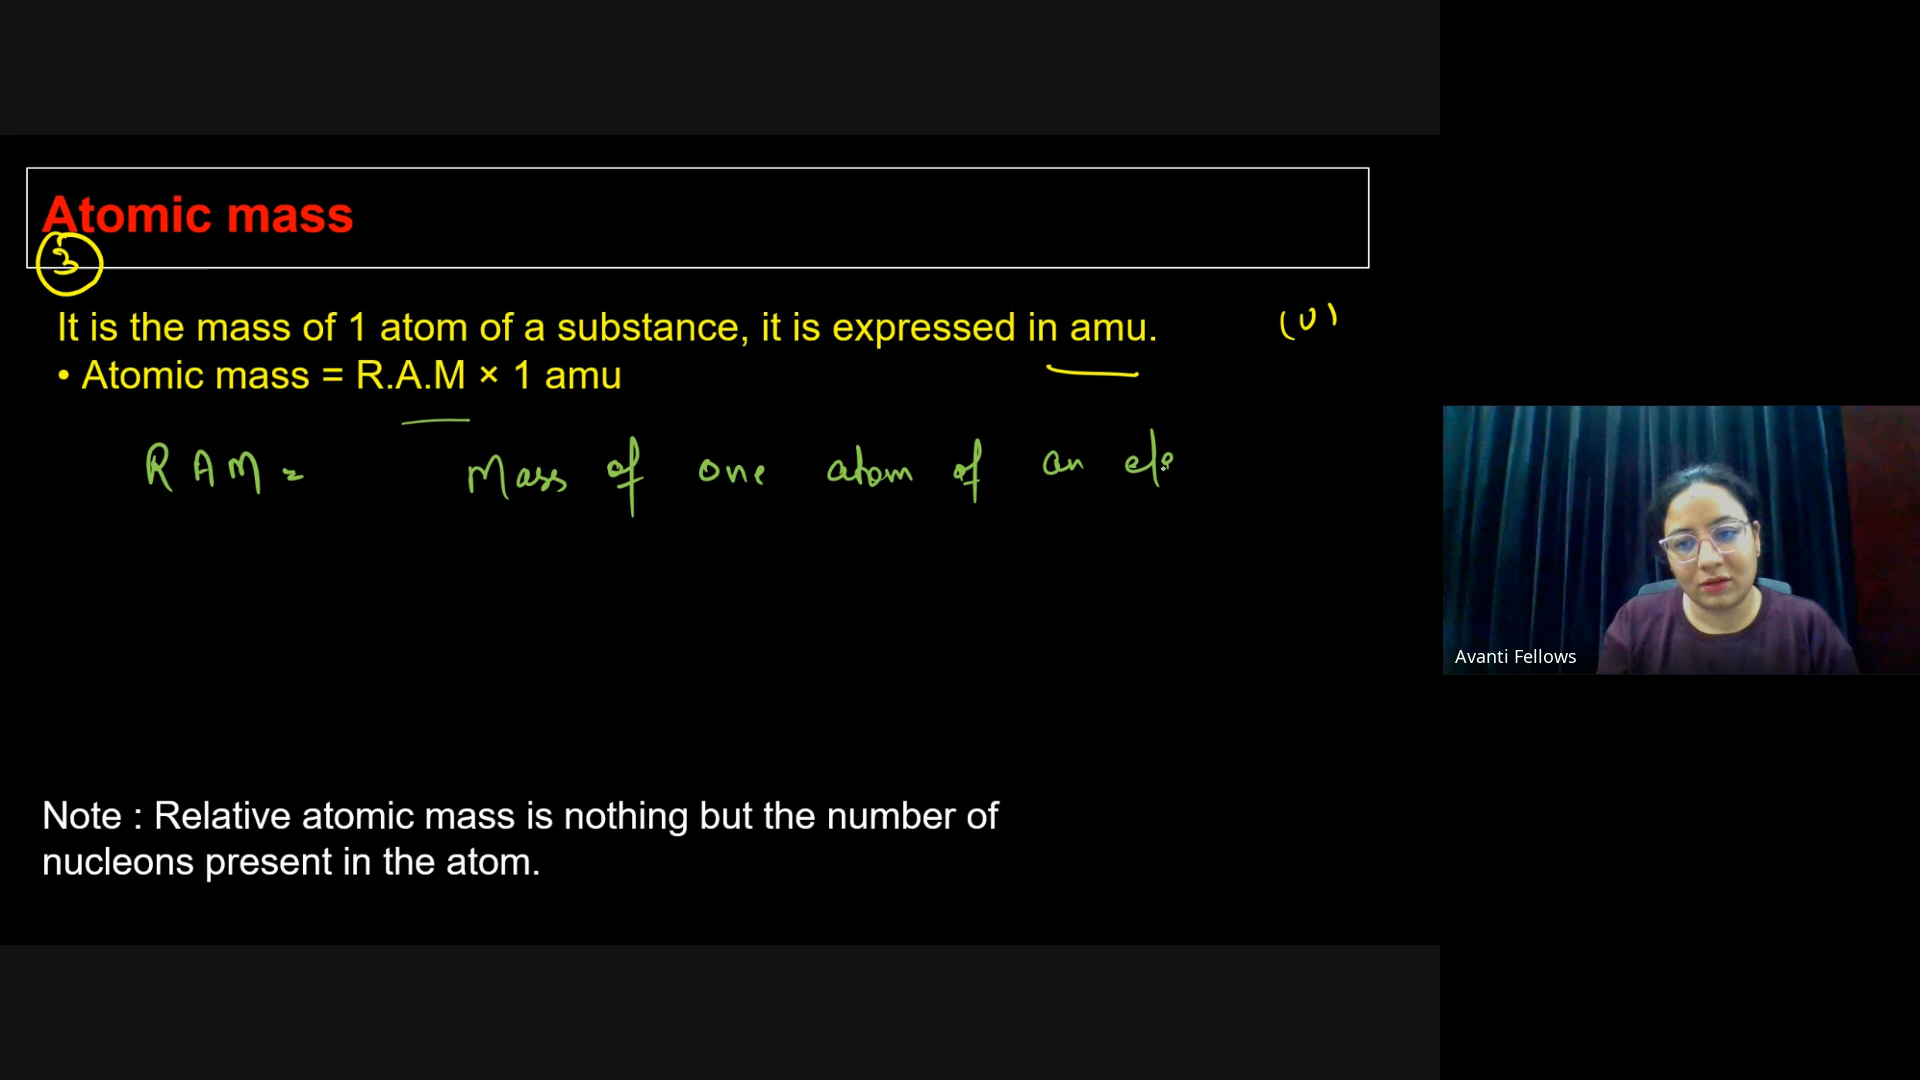 Atomic mass
3
It is the mass of 1 atom of a substance, it is expressed in amu. (U)
• Atomic mass = R.A.M × 1 amu
RAM = Mass of one atom of an ele
Note : Relative atomic mass is nothing but the number of
nucleons present in the atom.
Avanti Fellows